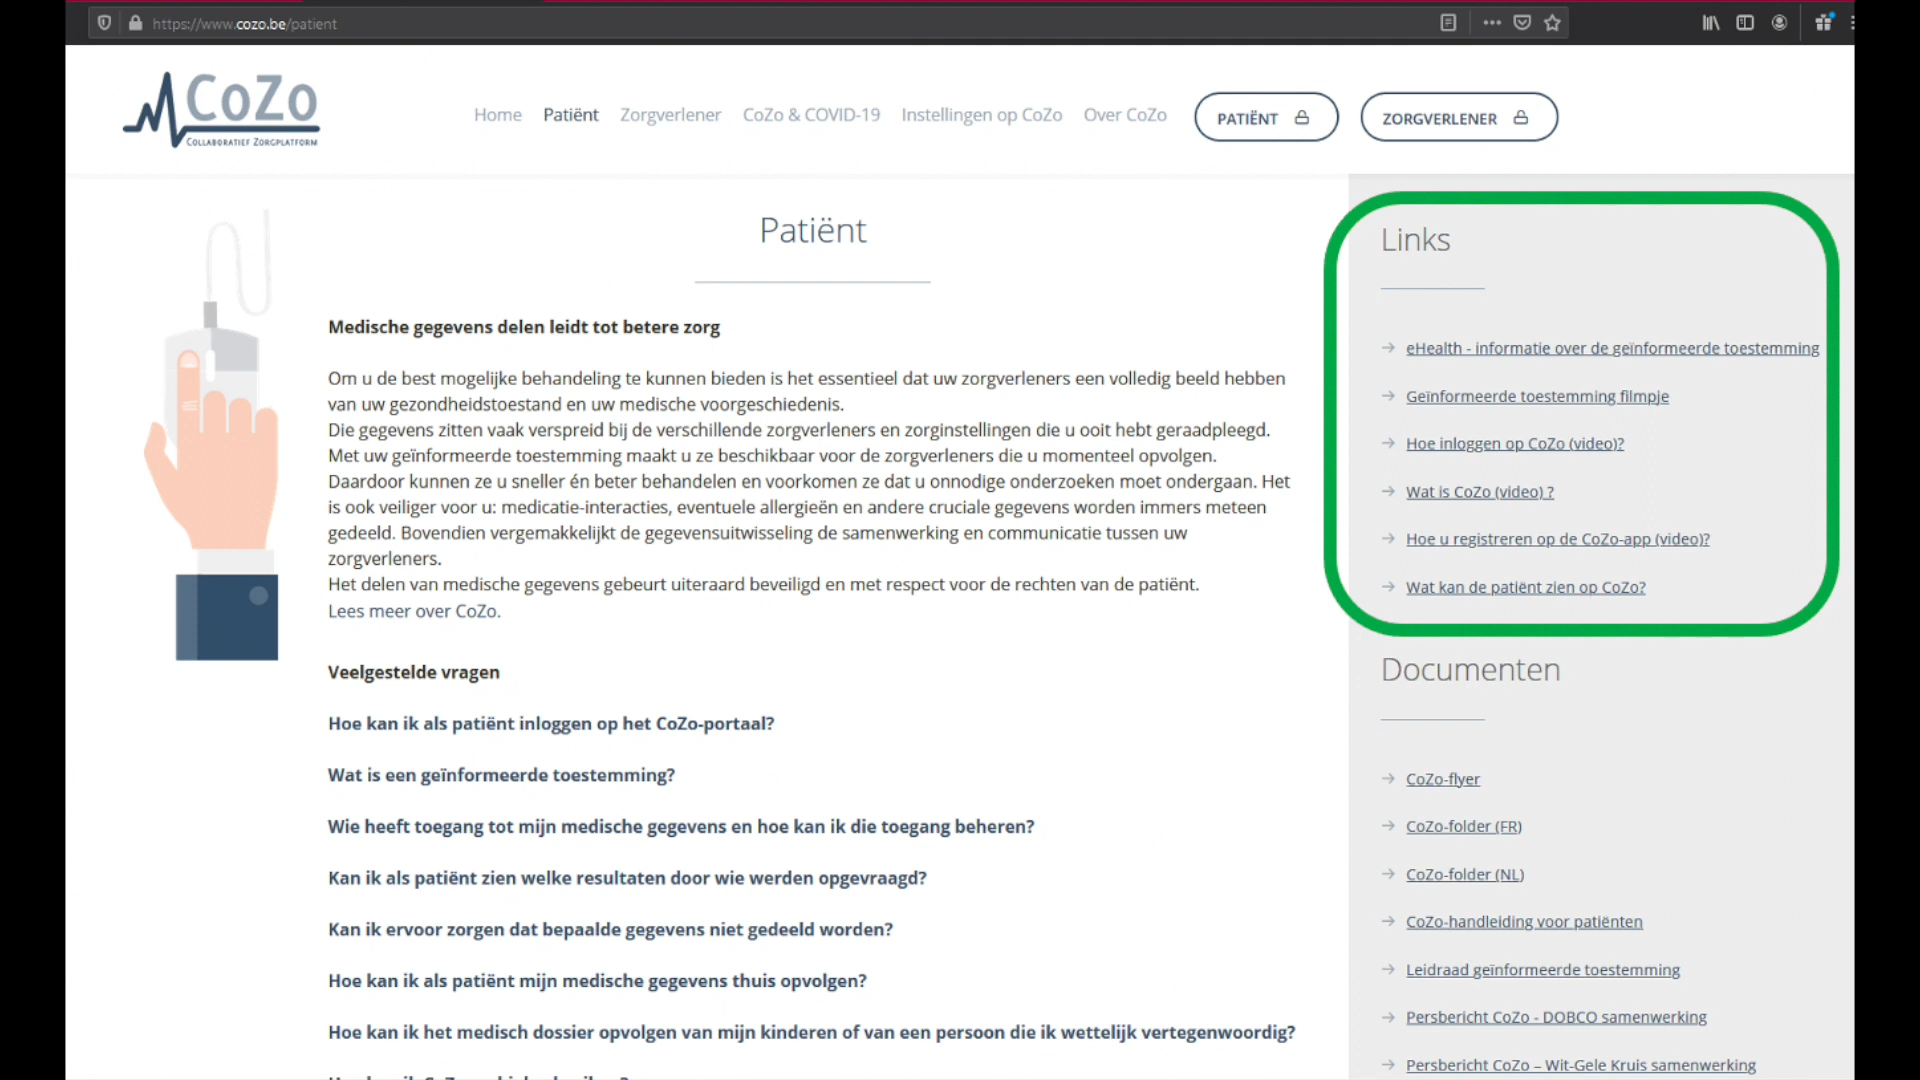 https://www.cozo.be/patient
CoZo
COLLABORATIEF ZORGPLATFORM
Home Patiënt Zorgverlener CoZo & COVID-19 Instellingen op CoZo Over CoZo PATIËNT ZORGVERLENER
Patiënt
Medische gegevens delen leidt tot betere zorg
Om u de best mogelijke behandeling te kunnen bieden is het essentieel dat uw zorgverleners een volledig beeld hebben
van uw gezondheidstoestand en uw medische voorgeschiedenis.
Die gegevens zitten vaak verspreid bij de verschillende zorgverleners en zorginstellingen die u ooit hebt geraadpleegd.
Met uw geïnformeerde toestemming maakt u ze beschikbaar voor de zorgverleners die u momenteel opvolgen.
Daardoor kunnen ze u sneller én beter behandelen en voorkomen ze dat u onnodige onderzoeken moet ondergaan. Het
is ook veiliger voor u: medicatie-interacties, eventuele allergieën en andere cruciale gegevens worden immers meteen
gedeeld. Bovendien vergemakkelijkt de gegevensuitwisseling de samenwerking en communicatie tussen uw
zorgverleners.
Het delen van medische gegevens gebeurt uiteraard beveiligd en met respect voor de rechten van de patiënt.
Lees meer over CoZo.
Veelgestelde vragen
Hoe kan ik als patiënt inloggen op het CoZo-portaal?
Wat is een geïnformeerde toestemming?
Wie heeft toegang tot mijn medische gegevens en hoe kan ik die toegang beheren?
Kan ik als patiënt zien welke resultaten door wie werden opgevraagd?
Kan ik ervoor zorgen dat bepaalde gegevens niet gedeeld worden?
Hoe kan ik als patiënt mijn medische gegevens thuis opvolgen?
Hoe kan ik het medisch dossier opvolgen van mijn kinderen of van een persoon die ik wettelijk vertegenwoordig?
Links
eHealth - informatie over de geïnformeerde toestemming
Geïnformeerde toestemming filmpje
Hoe inloggen op CoZo (video)?
Wat is CoZo (video) ?
Hoe u registreren op de CoZo-app (video)?
Wat kan de patiënt zien op CoZo?
Documenten
CoZo-flyer
CoZo-folder (FR)
CoZo-folder (NL)
CoZo-handleiding voor patiënten
Leidraad geïnformeerde toestemming
Persbericht CoZo - DOBCO samenwerking
Persbericht CoZo – Wit-Gele Kruis samenwerking